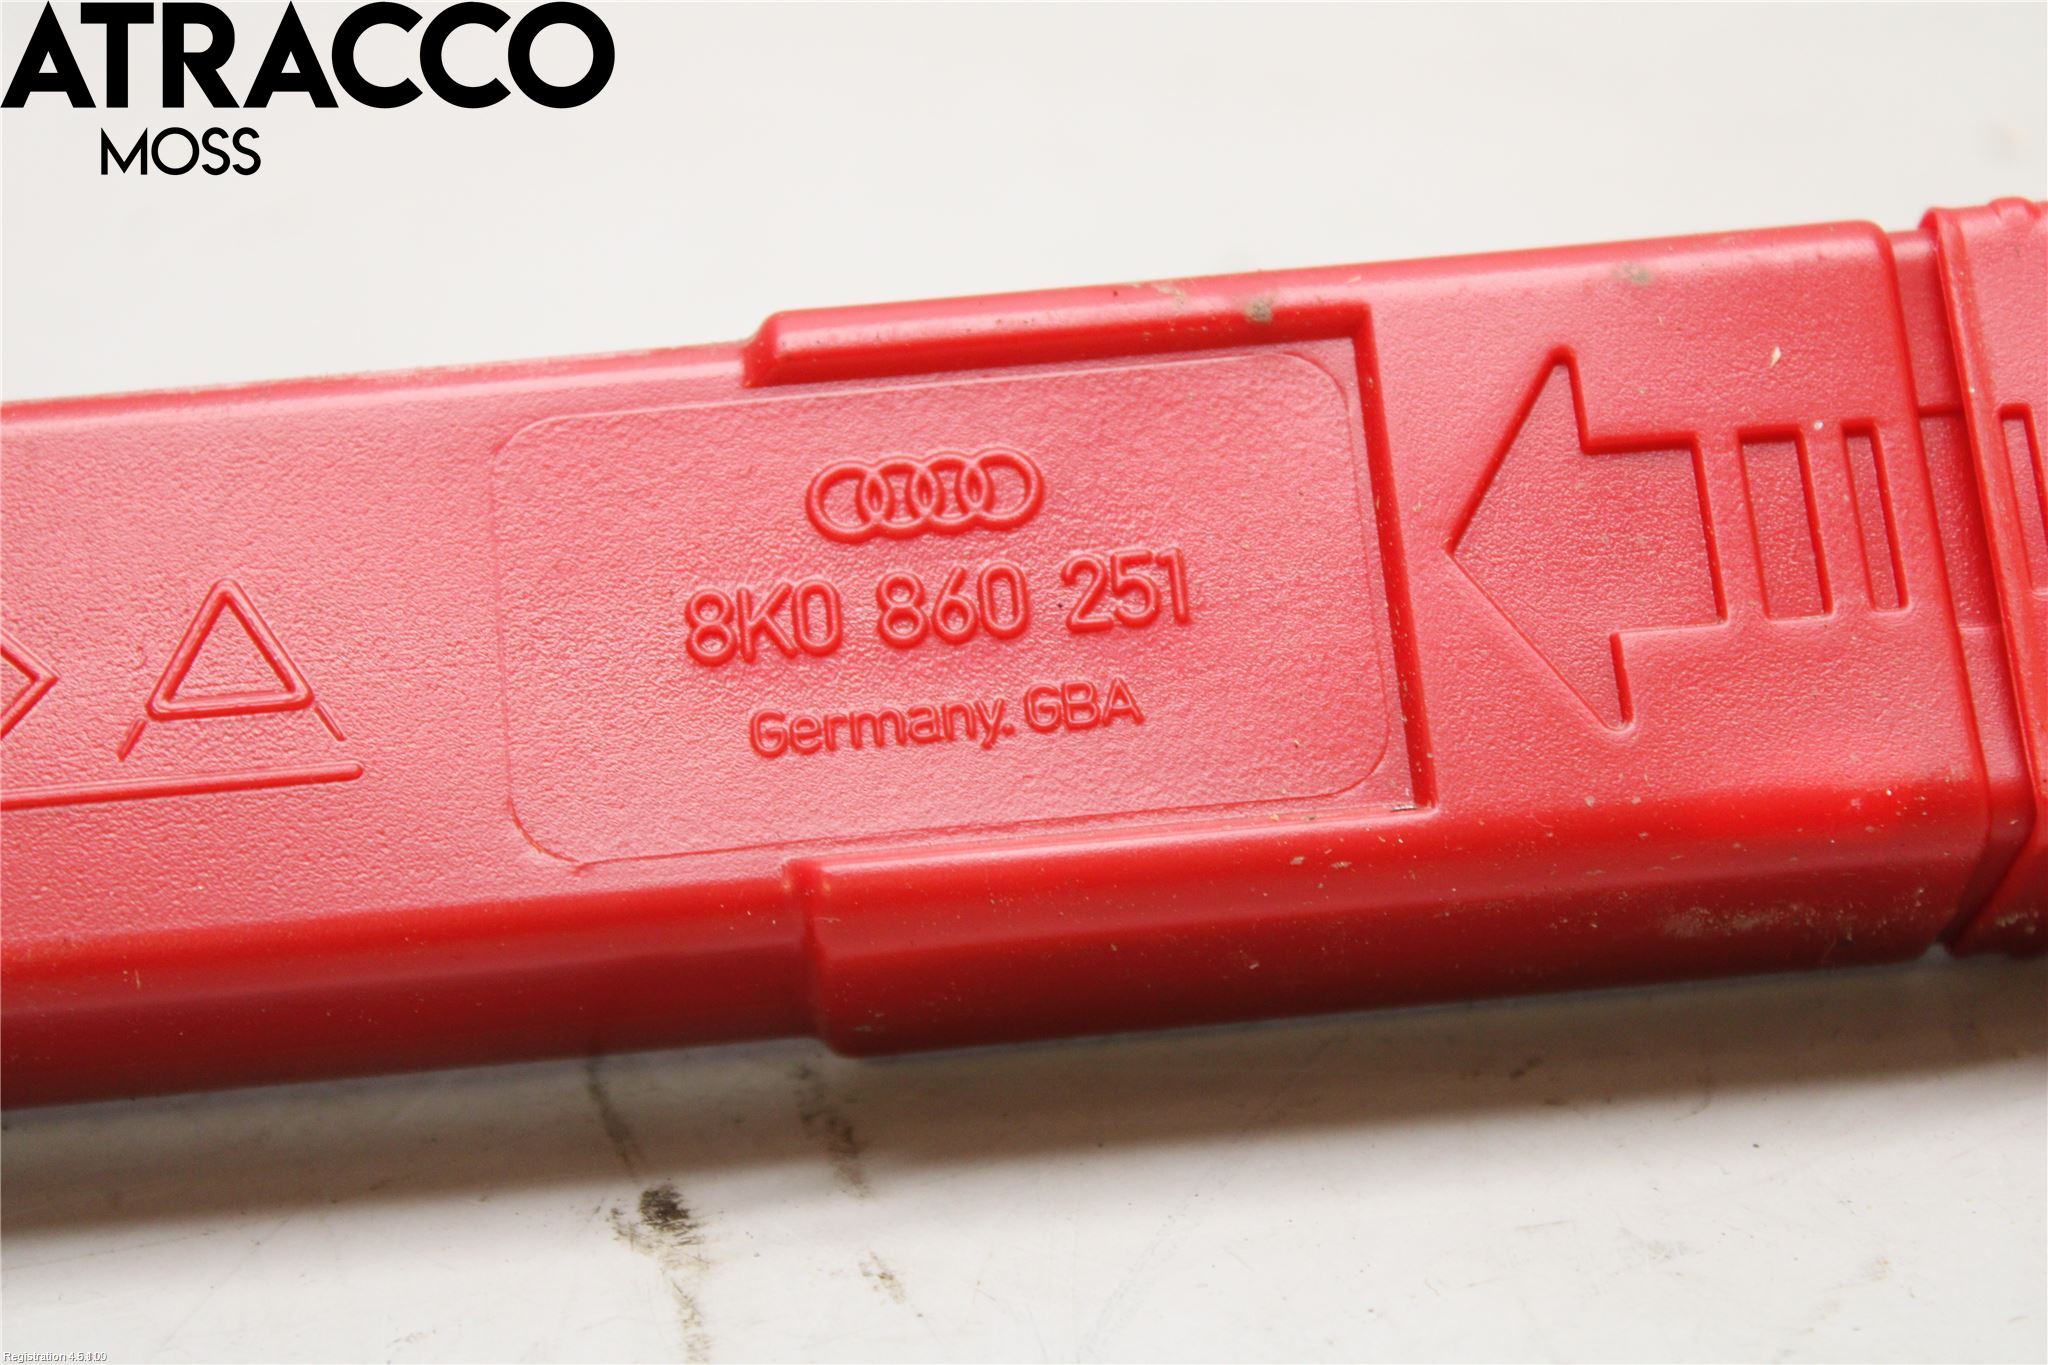 ATRACCO
MOSS
8K0 860 251
Germany. GBA